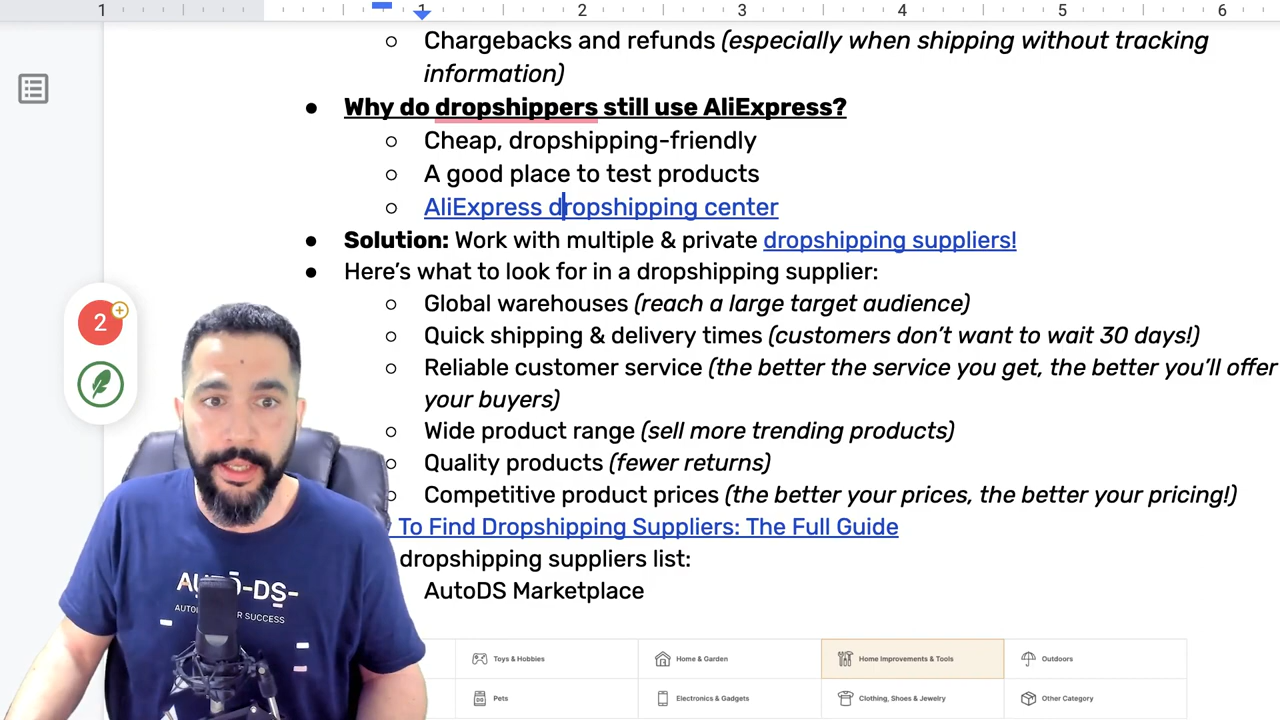 1 1 2 3 4 5 6
Chargebacks and refunds (especially when shipping without tracking
information)
Why do dropshippers still use AliExpress?
Cheap, dropshipping-friendly
A good place to test products
AliExpress dropshipping center
Solution: Work with multiple & private dropshipping suppliers!
Here’s what to look for in a dropshipping supplier:
Global warehouses (reach a large target audience)
2
Quick shipping & delivery times (customers don’t want to wait 30 days!)
Reliable customer service (the better the service you get, the better you’ll offer
your buyers)
Wide product range (sell more trending products)
Quality products (fewer returns)
Competitive product prices (the better your prices, the better your pricing!)
To Find Dropshipping Suppliers: The Full Guide
dropshipping suppliers list:
AutoDS Marketplace
AUTO-DS-
SUCCESS
Toys & Hobbies Home & Garden Home Improvements & Tools Outdoors
Pets Electronics & Gadgets Clothing, Shoes & Jewelry Other Category